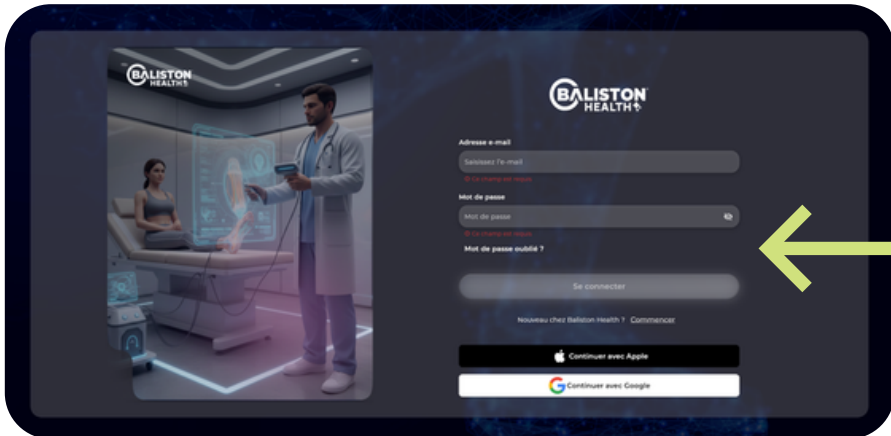 BALISTON
HEALTH
BALISTON
HEALTH
Adresse e-mail
Saisissez l'e-mail
Ce champ est requis
Mot de passe
Mot de passe
Ce champ est requis
Mot de passe oublié ?
Se connecter
Nouveau chez Baliston Health ? Commencer
Continuer avec Apple
Continuer avec Google